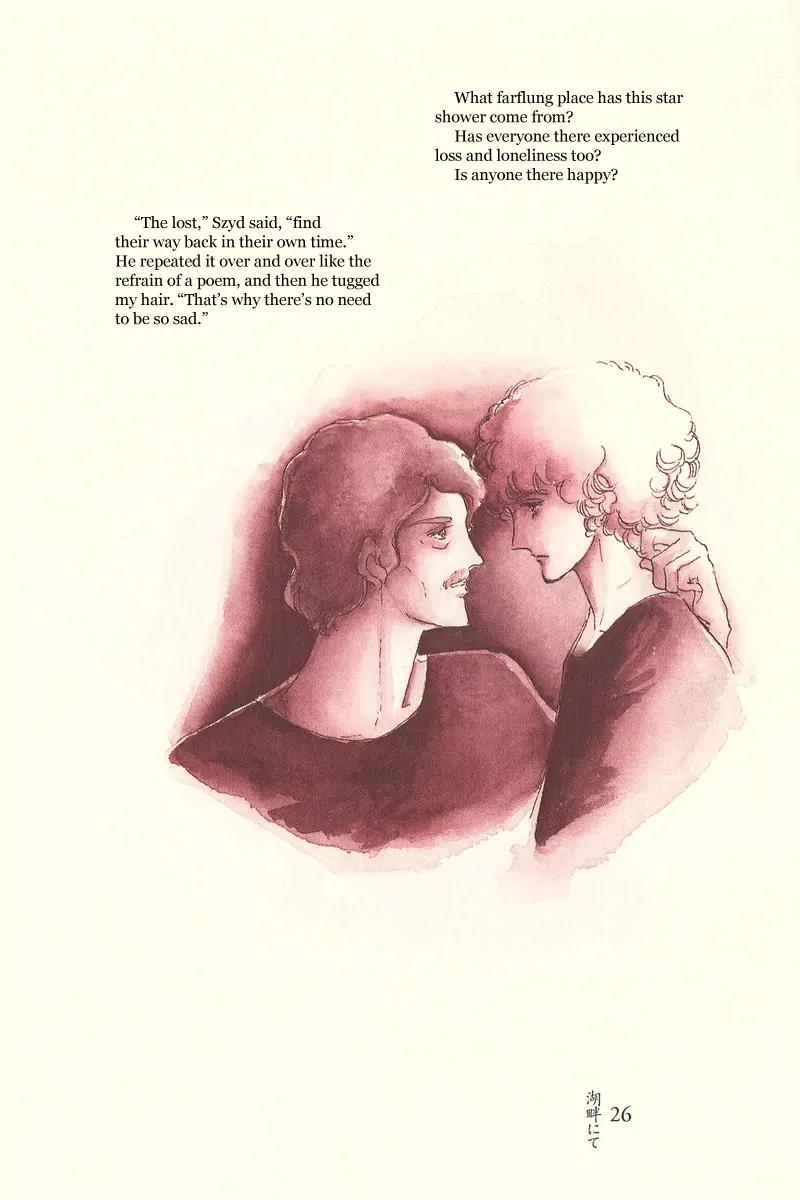 What farflung place has this star
shower come from?
Has everyone there experienced
loss and loneliness too?
Is anyone there happy?
“The lost,” Szyd said, “find
their way back in their own time.”
He repeated it over and over like the
refrain of a poem, and then he tugged
my hair. “That’s why there’s no need
to be so sad.”
湖畔にて
26